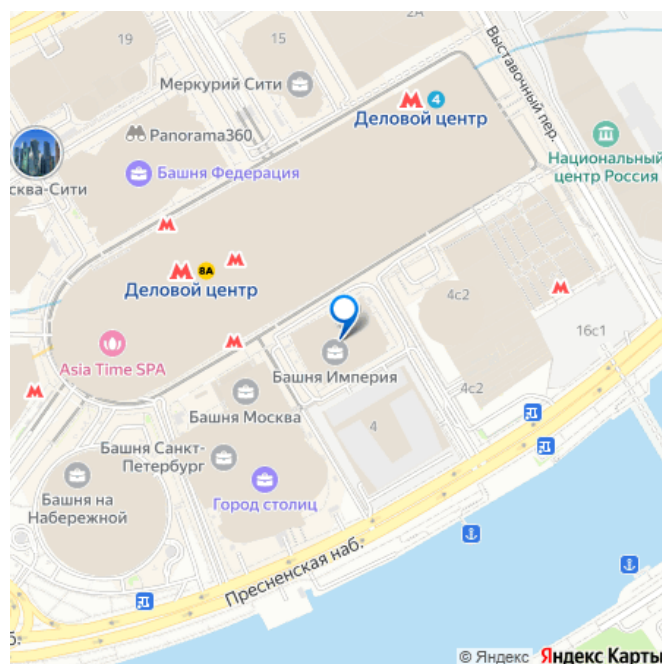 2А
19
15
Меркурий Сити
4
Деловой центр
Выставочный пер.
Panorama360
Национальный
центр Россия
сква-Сити
Башня Федерация
8А
Деловой центр
4с2
16с1
Asia Time SPA
Башня Империя
4с2
Башня Москва
4
Башня Санкт-
Петербург
Башня на
Набережной
Город столиц
Пресненская наб.
б.
© Яндекс Яндекс Карты